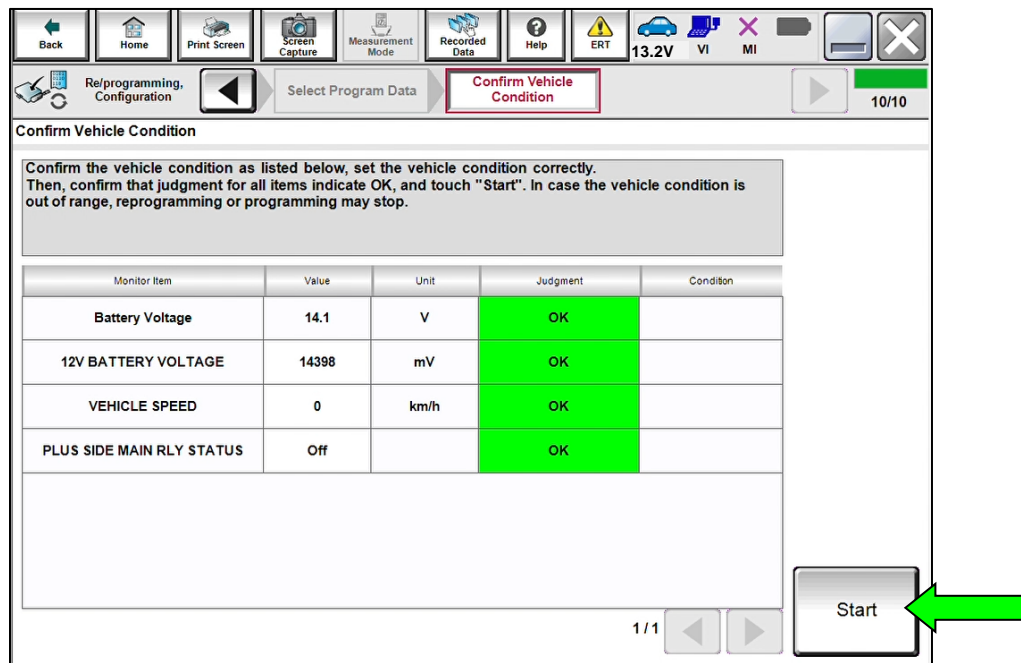 Back
Home
Print Screen
Screen Capture
Measurement Mode
Recorded Data
Help
ERT
13.2V
VI
MI
Re/programming, Configuration
Select Program Data
Confirm Vehicle Condition
10/10
Confirm Vehicle Condition
Confirm the vehicle condition as listed below, set the vehicle condition correctly.
Then, confirm that judgment for all items indicate OK, and touch "Start". In case the vehicle condition is
out of range, reprogramming or programming may stop.
Monitor Item Value Unit Judgment Condition
Battery Voltage 14.1 V OK
12V BATTERY VOLTAGE 14398 mV OK
VEHICLE SPEED 0 km/h OK
PLUS SIDE MAIN RLY STATUS Off OK
Start
1 / 1